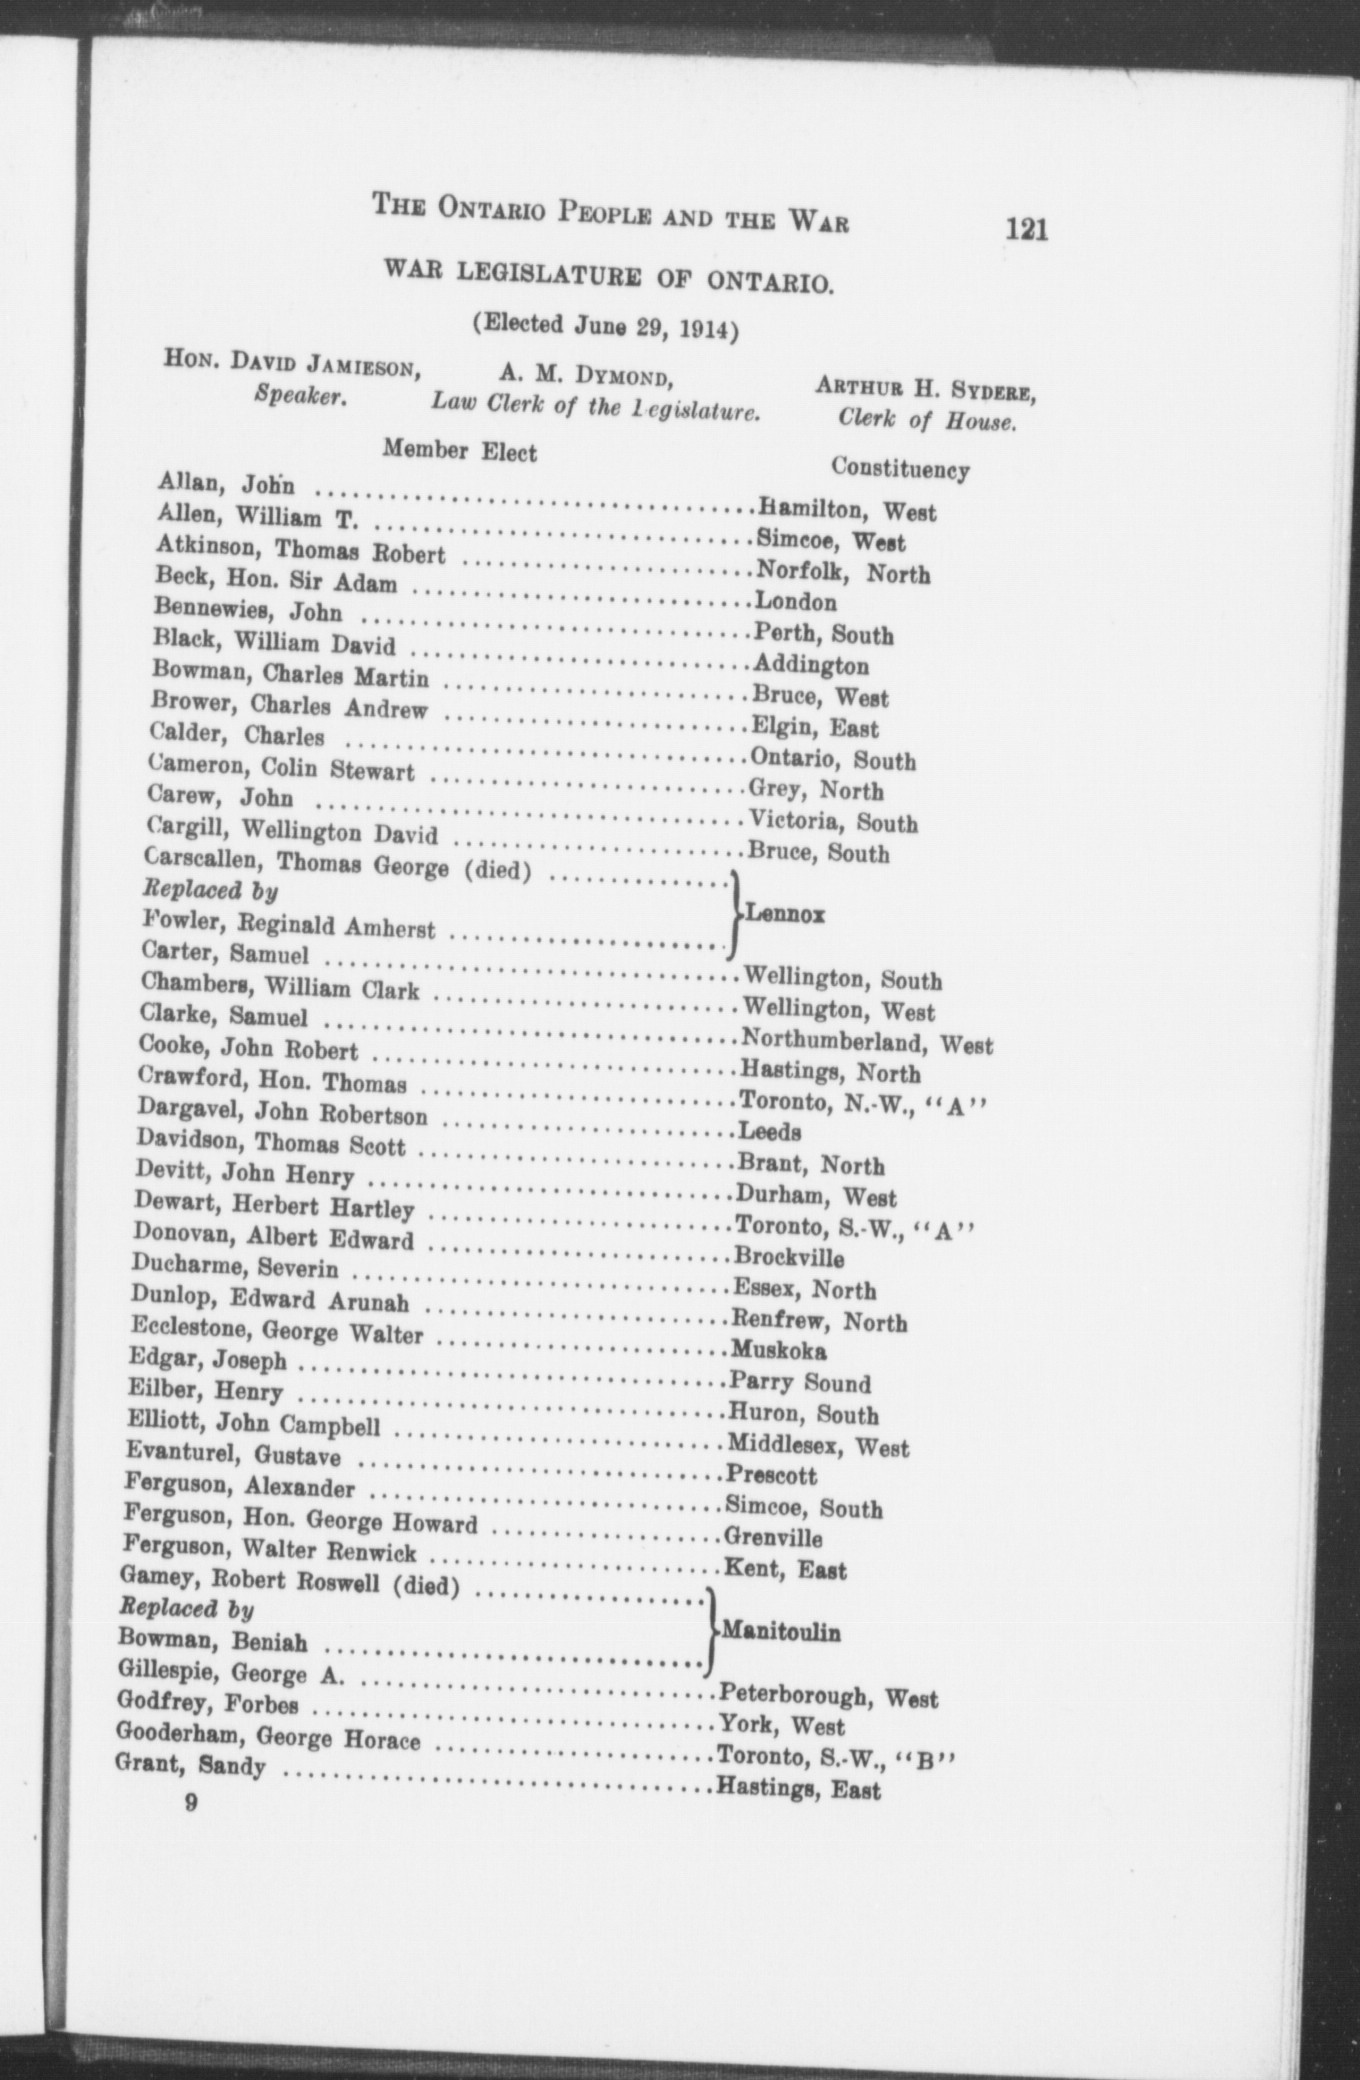 THE ONTARIO PEOPLE AND THE WAR 121
WAR LEGISLATURE OF ONTARIO.
(Elected June 29, 1914)
HON. DAVID JAMIESON, A. M. DYMOND, ARTHUR H. SYDERE,
Speaker. Law Clerk of the Legislature. Clerk of House.
Member Elect Constituency
Allan, John ........ Hamilton, West
Allen, William T. ........ Simcoe, West
Atkinson, Thomas Robert ........ Norfolk, North
Beck, Hon. Sir Adam ........ London
Bennewies, John ........ Perth, South
Black, William David ........ Addington
Bowman, Charles Martin ........ Bruce, West
Brower, Charles Andrew ........ Elgin, East
Calder, Charles ........ Ontario, South
Cameron, Colin Stewart ........ Grey, North
Carew, John ........ Victoria, South
Cargill, Wellington David ........ Bruce, South
Carscallen, Thomas George (died) ........
Replaced by } Lennox
Fowler, Reginald Amherst ........
Carter, Samuel ........ Wellington, South
Chambers, William Clark ........ Wellington, West
Clarke, Samuel ........ Northumberland, West
Cooke, John Robert ........ Hastings, North
Crawford, Hon. Thomas ........ Toronto, N.-W., "A"
Dargavel, John Robertson ........ Leeds
Davidson, Thomas Scott ........ Brant, North
Devitt, John Henry ........ Durham, West
Dewart, Herbert Hartley ........ Toronto, S.-W., "A"
Donovan, Albert Edward ........ Brockville
Ducharme, Severin ........ Essex, North
Dunlop, Edward Arunah ........ Renfrew, North
Ecclestone, George Walter ........ Muskoka
Edgar, Joseph ........ Parry Sound
Eilber, Henry ........ Huron, South
Elliott, John Campbell ........ Middlesex, West
Evanturel, Gustave ........ Prescott
Ferguson, Alexander ........ Simcoe, South
Ferguson, Hon. George Howard ........ Grenville
Ferguson, Walter Renwick ........ Kent, East
Gamey, Robert Roswell (died) ........
Replaced by } Manitoulin
Bowman, Beniah ........
Gillespie, George A. ........ Peterborough, West
Godfrey, Forbes ........ York, West
Gooderham, George Horace ........ Toronto, S.-W., "B"
Grant, Sandy ........ Hastings, East
9